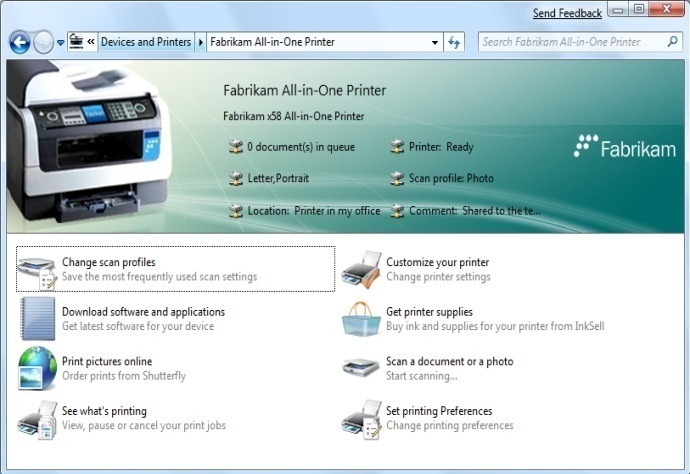 Send Feedback
« Devices and Printers Fabrikam All-in-One Printer Search Fabrikam All-in-One Printer
Fabrikam All-in-One Printer
Fabrikam x58 All-in-One Printer
0 document(s) in queue Printer: Ready
Letter,Portrait Scan profile: Photo
Location: Printer in my office Comment: Shared to the te...
Fabrikam
Change scan profiles
Save the most frequently used scan settings
Customize your printer
Change printer settings
Download software and applications
Get latest software for your device
Get printer supplies
Buy ink and supplies for your printer from InkSell
Print pictures online
Order prints from Shutterfly
Scan a document or a photo
Start scanning...
See what's printing
View, pause or cancel your print jobs
Set printing Preferences
Change printing preferences